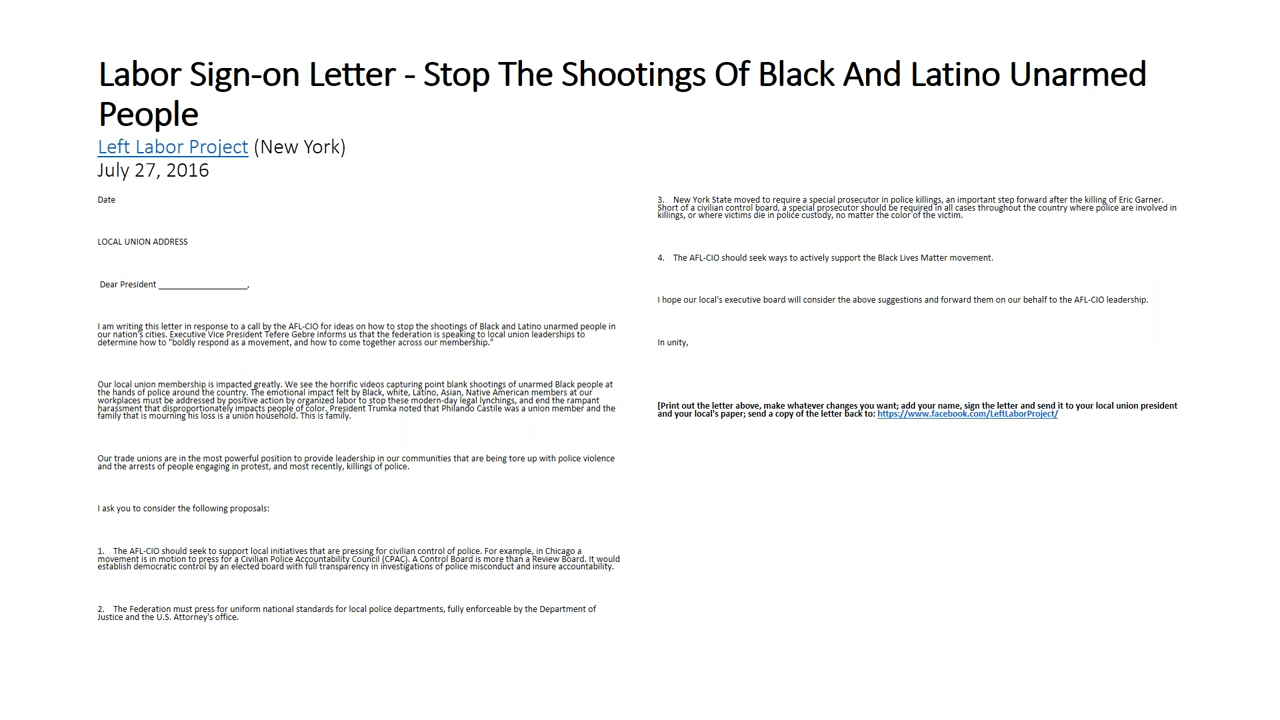 Labor Sign-on Letter - Stop The Shootings Of Black And Latino Unarmed
People
Left Labor Project (New York)
July 27, 2016
Date
LOCAL UNION ADDRESS
Dear President ____________________,
I am writing this letter in response to a call by the AFL-CIO for ideas on how to stop the shootings of Black and Latino unarmed people in
our nation's cities. Executive Vice President Tefere Gebre informs us that the federation is speaking to local union leaderships to
determine how to "boldly respond as a movement, and how to come together across our membership."
Our local union membership is impacted greatly. We see the horrific videos capturing point blank shootings of unarmed Black people at
the hands of police around the country. The emotional impact felt by Black, white, Latino, Asian, Native American members at our
workplaces must be addressed by positive action by organized labor to stop these modern-day legal lynchings, and end the rampant
harassment that disproportionately impacts people of color. President Trumka noted that Philando Castile was a union member and the
family that is mourning his loss is a union household. This is family.
Our trade unions are in the most powerful position to provide leadership in our communities that are being tore up with police violence
and the arrests of people engaging in protest, and most recently, killings of police.
I ask you to consider the following proposals:
1. The AFL-CIO should seek to support local initiatives that are pressing for civilian control of police. For example, in Chicago a
movement is in motion to press for a Civilian Police Accountability Council (CPAC). A Control Board is more than a Review Board. It would
establish democratic control by an elected board with full transparency in investigations of police misconduct and insure accountability.
2. The Federation must press for uniform national standards for local police departments, fully enforceable by the Department of
Justice and the U.S. Attorney's office.
3. New York State moved to require a special prosecutor in police killings, an important step forward after the killing of Eric Garner.
Short of a civilian control board, a special prosecutor should be required in all cases throughout the country where police are involved in
killings, or where victims die in police custody, no matter the color of the victim.
4. The AFL-CIO should seek ways to actively support the Black Lives Matter movement.
I hope our local's executive board will consider the above suggestions and forward them on our behalf to the AFL-CIO leadership.
In unity,
[Print out the letter above, make whatever changes you want; add your name, sign the letter and send it to your local union president
and your local's paper; send a copy of the letter back to: https://www.facebook.com/LeftLaborProject/